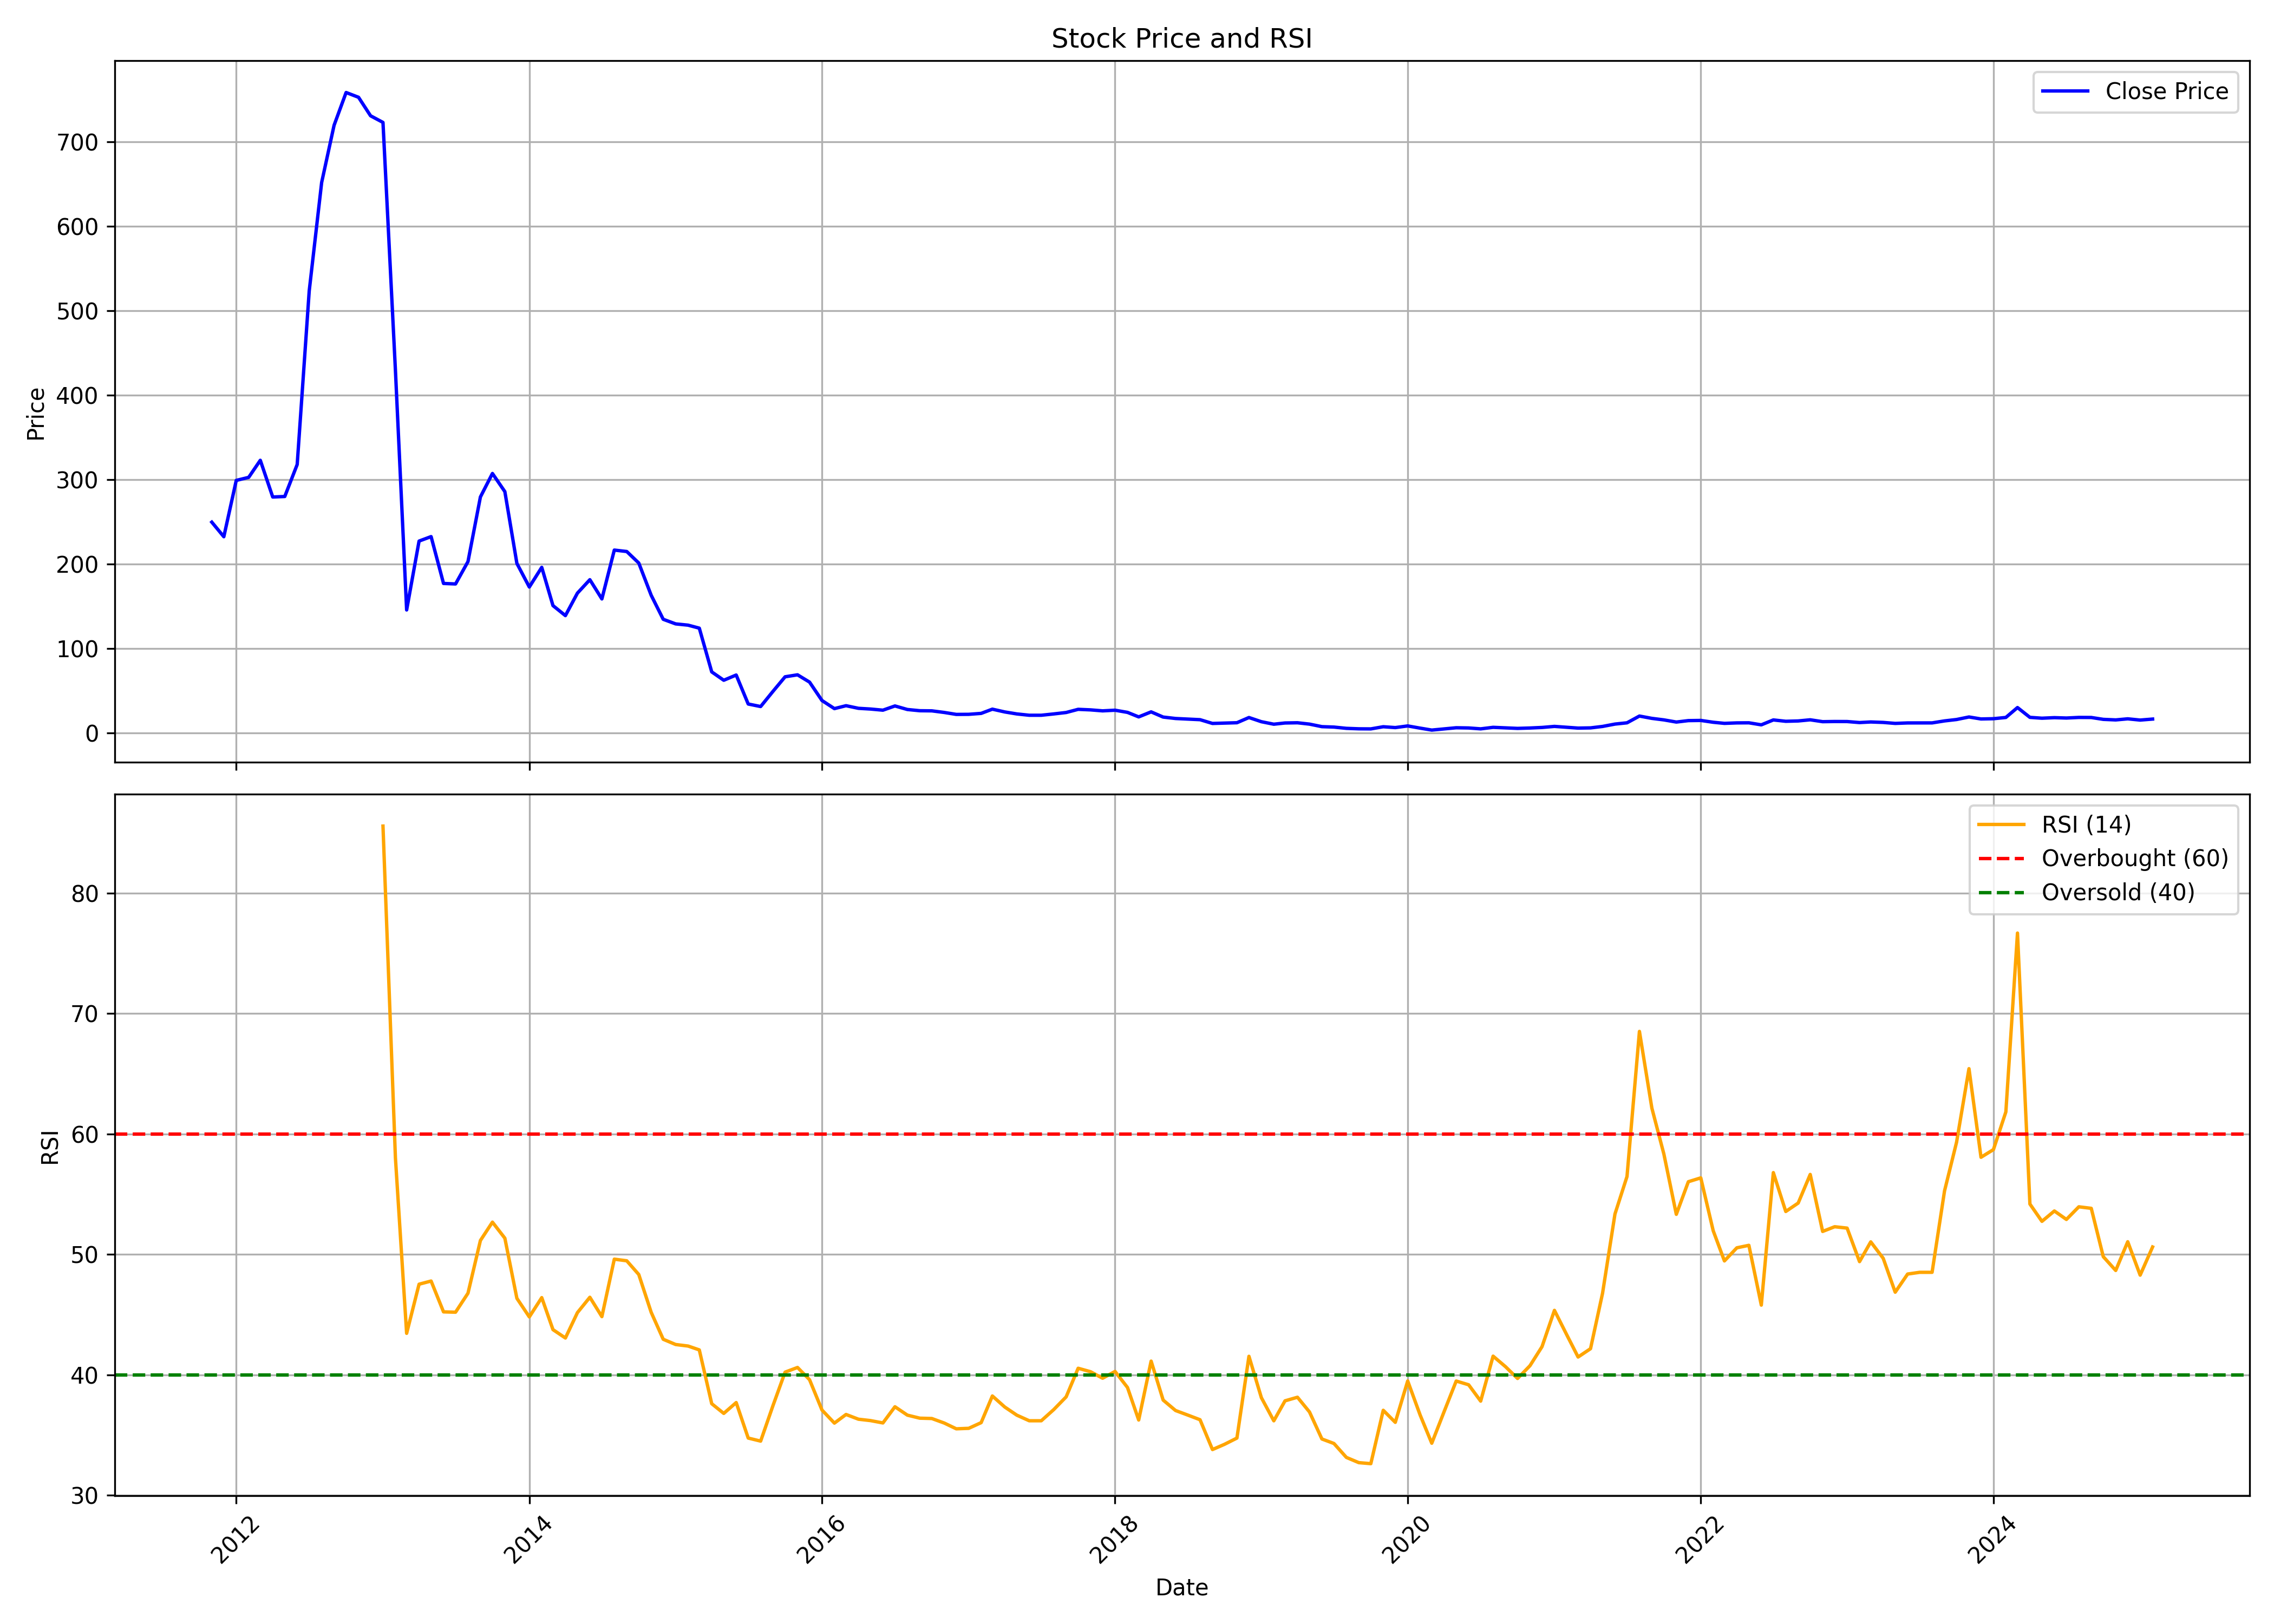 Stock Price and RSI
Close Price
Price
700
600
500
400
300
200
100
0
RSI (14)
Overbought (60)
Oversold (40)
RSI
80
70
60
50
40
30
2012
2014
2016
2018
2020
2022
2024
Date